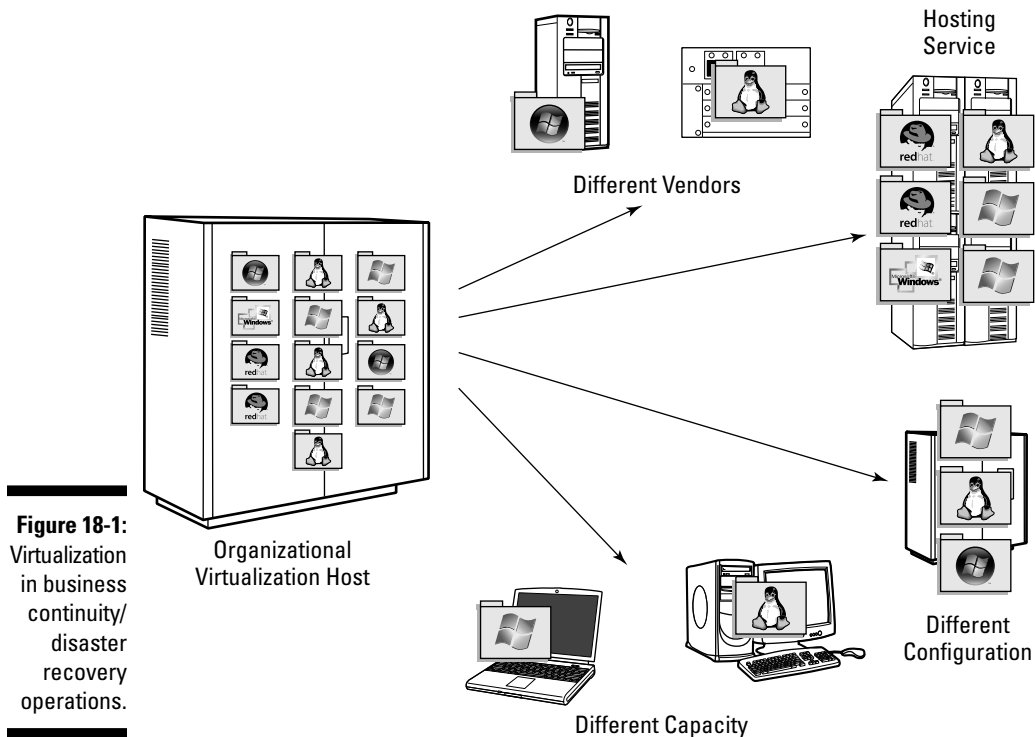 Hosting
Service
redhat
redhat
Microsoft
Windows
Different Vendors
Windows
redhat
redhat
Organizational
Virtualization Host
Figure 18-1:
Virtualization
in business
continuity/
disaster
recovery
operations.
Different
Configuration
Different Capacity